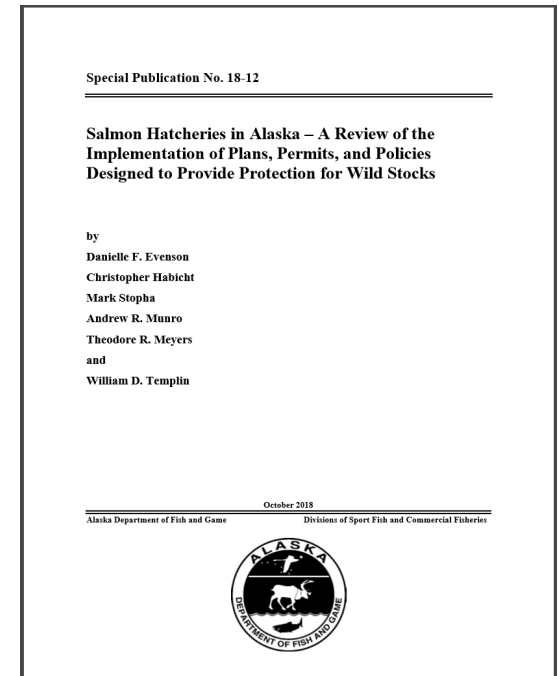 Special Publication No. 18-12
Salmon Hatcheries in Alaska – A Review of the
Implementation of Plans, Permits, and Policies
Designed to Provide Protection for Wild Stocks
by
Danielle F. Evenson
Christopher Habicht
Mark Stopha
Andrew R. Munro
Theodore R. Meyers
and
William D. Templin
October 2018
Alaska Department of Fish and Game Divisions of Sport Fish and Commercial Fisheries
ALASKA
DEPARTMENT OF FISH AND GAME